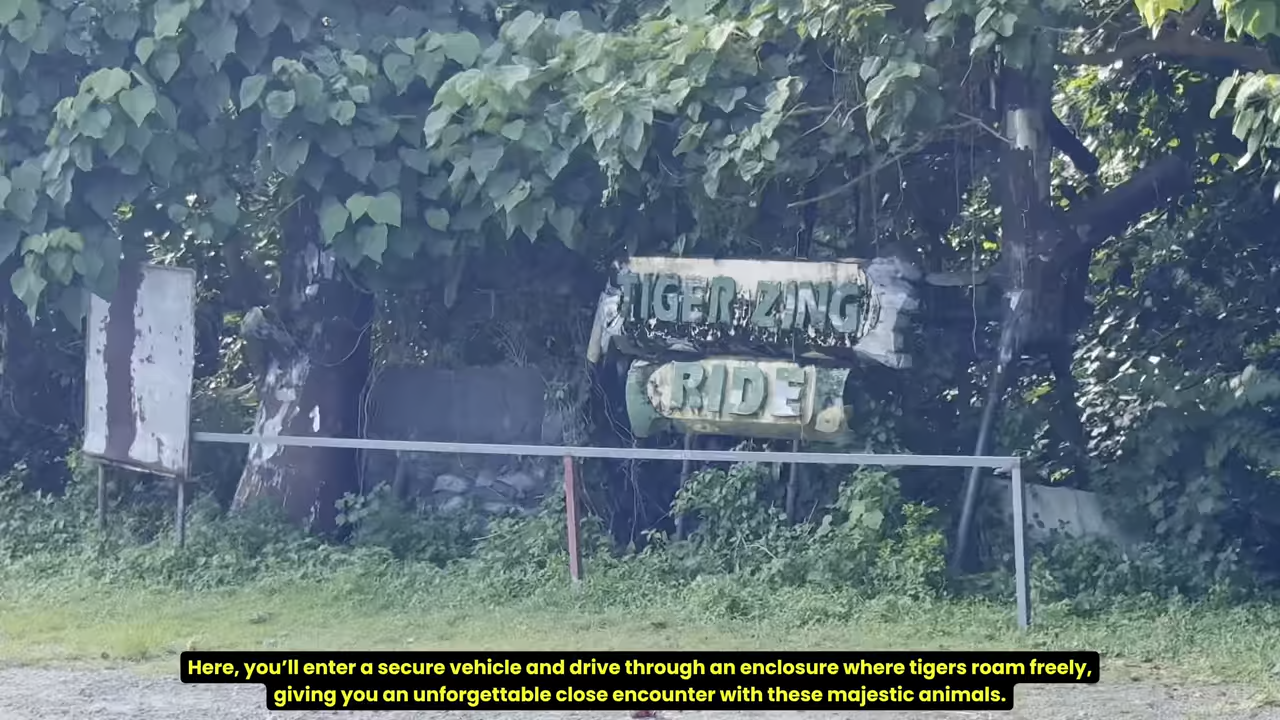 TIGER ZING
RIDE
Here, you’ll enter a secure vehicle and drive through an enclosure where tigers roam freely,
giving you an unforgettable close encounter with these majestic animals.